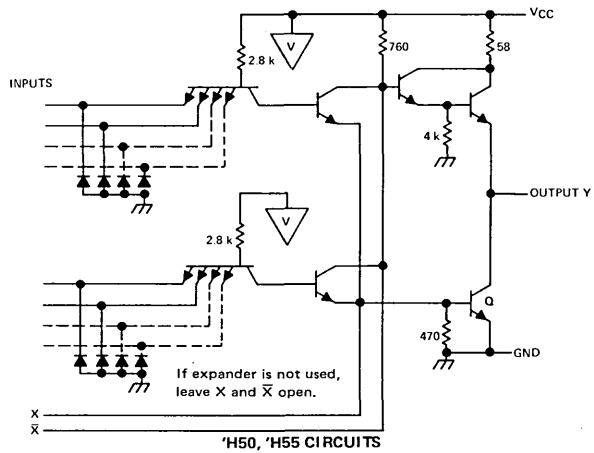 VCC
V
2.8 k
760
58
INPUTS
4 k
OUTPUT Y
V
2.8 k
Q
470
GND
If expander is not used,
leave X and X̅ open.
X
X̅
'H50, 'H55 CIRCUITS